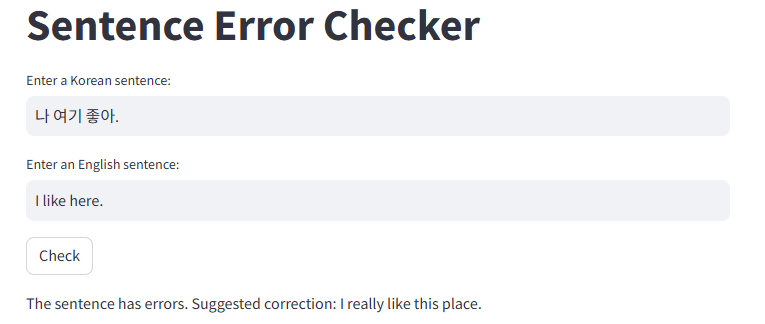 Sentence Error Checker
Enter a Korean sentence:
나 여기 좋아.
Enter an English sentence:
I like here.
Check
The sentence has errors. Suggested correction: I really like this place.